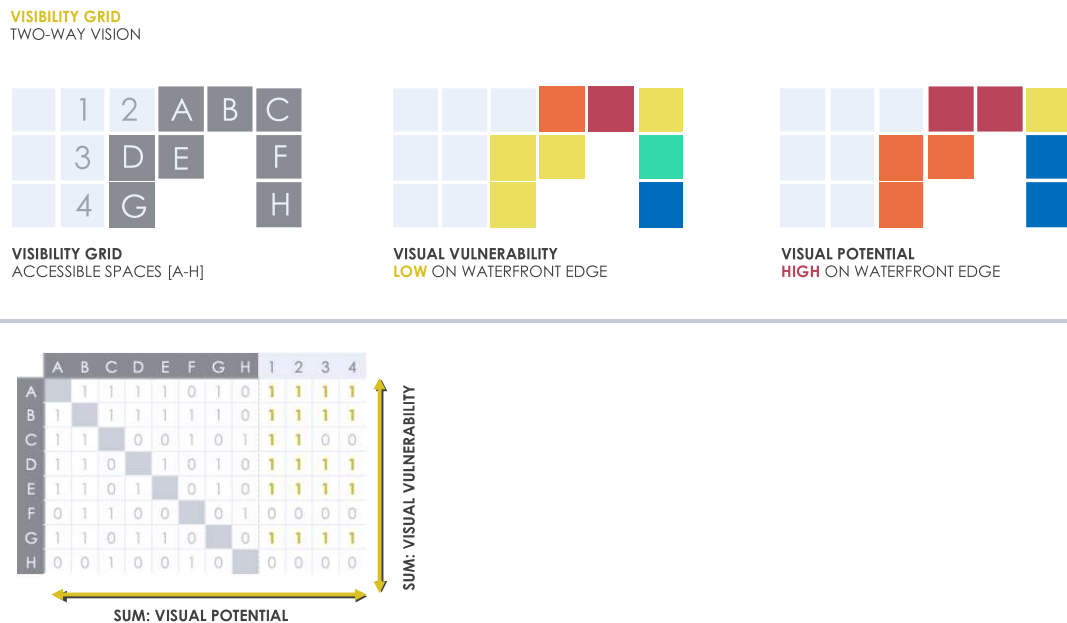 VISIBILITY GRID
TWO-WAY VISION
1 2 A B C
3 D E F
4 G H
VISIBILITY GRID
ACCESSIBLE SPACES [A-H]
VISUAL VULNERABILITY
LOW ON WATERFRONT EDGE
VISUAL POTENTIAL
HIGH ON WATERFRONT EDGE
A B C D E F G H 1 2 3 4
A 1 1 1 1 0 1 0 1 1 1 1
B 1 1 1 1 1 1 0 1 1 1 1
C 1 1 0 0 1 0 1 1 1 0 0
D 1 1 0 1 0 1 0 1 1 1 1
E 1 1 0 1 0 1 0 1 1 1 1
F 0 1 1 0 0 0 1 0 0 0 0
G 1 1 0 1 1 0 0 1 1 1 1
H 0 0 1 0 0 1 0 0 0 0 0
SUM: VISUAL VULNERABILITY
SUM: VISUAL POTENTIAL